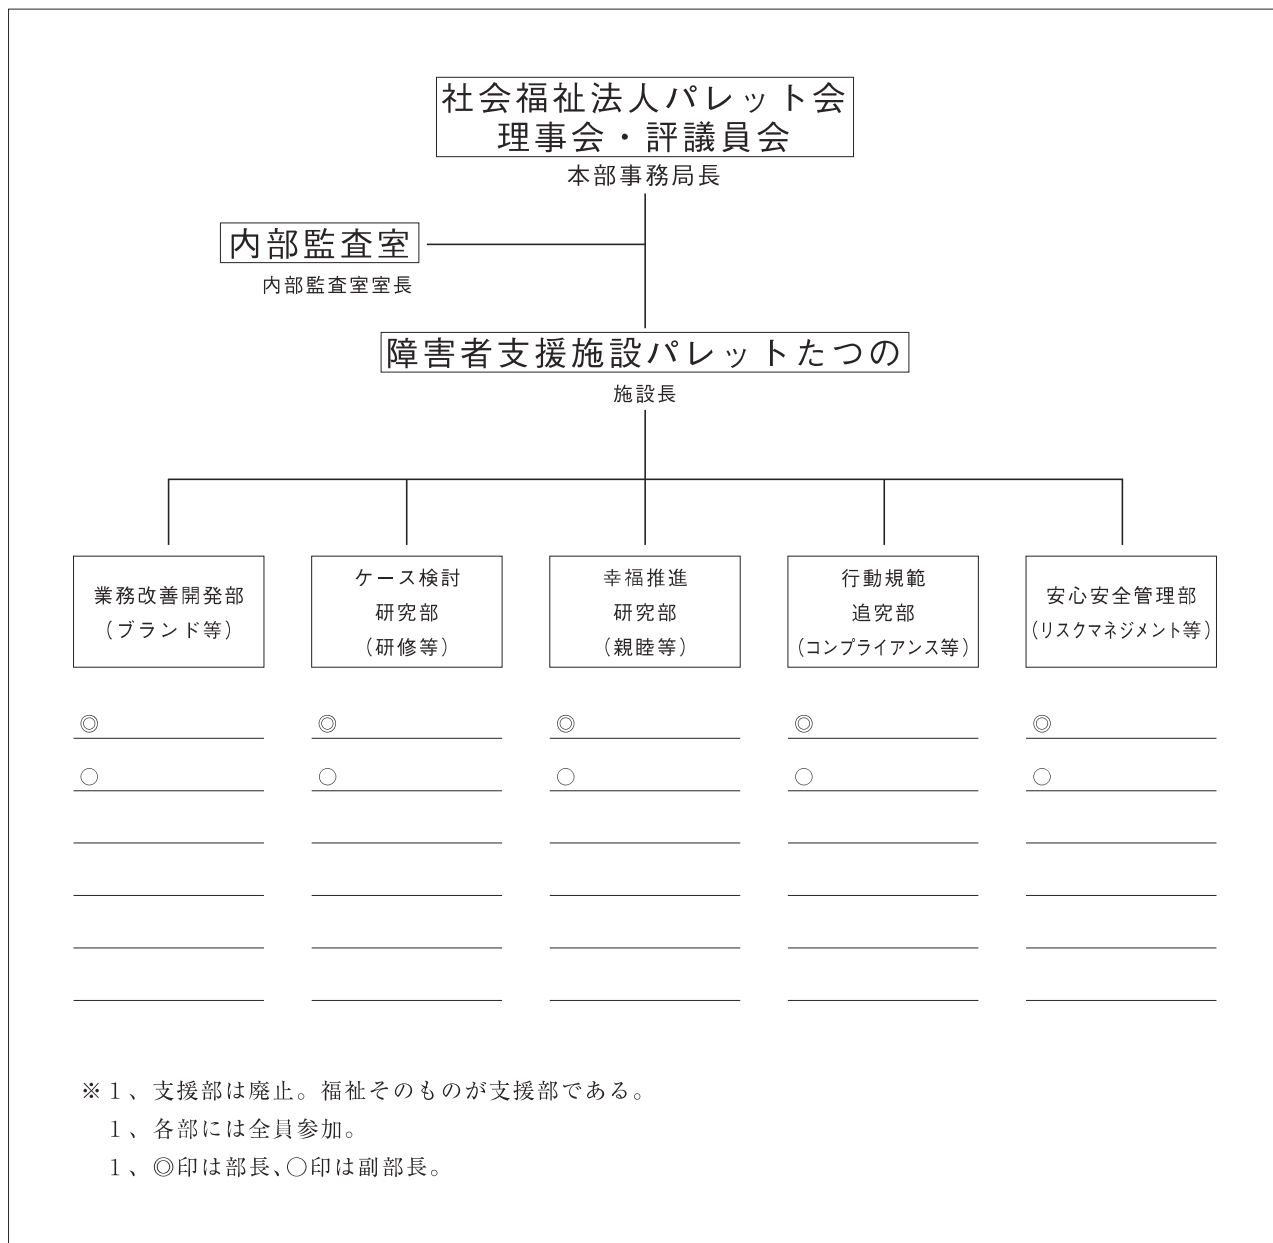 社会福祉法人パレット会
理事会・評議員会
本部事務局長
内部監査室
内部監査室室長
障害者支援施設パレットたつの
施設長
業務改善開発部
（ブランド等）
ケース検討
研究部
（研修等）
幸福推進
研究部
（親睦等）
行動規範
追究部
（コンプライアンス等）
安心安全管理部
（リスクマネジメント等）
◎
◎
◎
◎
◎
○
○
○
○
○
※１、支援部は廃止。福祉そのものが支援部である。
１、各部には全員参加。
１、◎印は部長、○印は副部長。